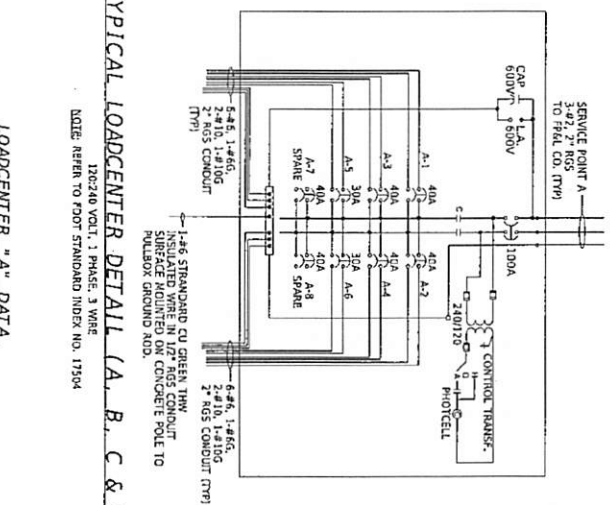 SERVICE POINT A
3-#2, 2" RGS
TO FP&L CO. (TYP)
CAP
600V
L.A.
600V
100A
C
CONTROL TRANSF.
240/120
H
O
A
PHOTCELL
A-1
40A
40A
A-2
A-3
40A
40A
A-4
A-5
30A
30A
A-6
A-7
40A
SPARE
40A
A-8
SPARE
1-#6G,
2-#10, 1-#10G
2" RGS CONDUIT
(TYP)
6-#6, 1-#6G,
2-#10, 1-#10G
2" RGS CONDUIT (TYP)
1-#6 STRANDARD CU GREEN THW
INSULATED WIRE IN 1/2" RGS CONDUIT
SURFACE MOUNTED ON CONCRETE POLE TO
PULLBOX GROUND ROD.
YPICAL LOADCENTER DETAIL (A, B, C &
120:240 VOLT, 1 PHASE, 3 WIRE
NOTE: REFER TO FDOT STANDARD INDEX NO. 17504
LOADCENTER "A" DATA